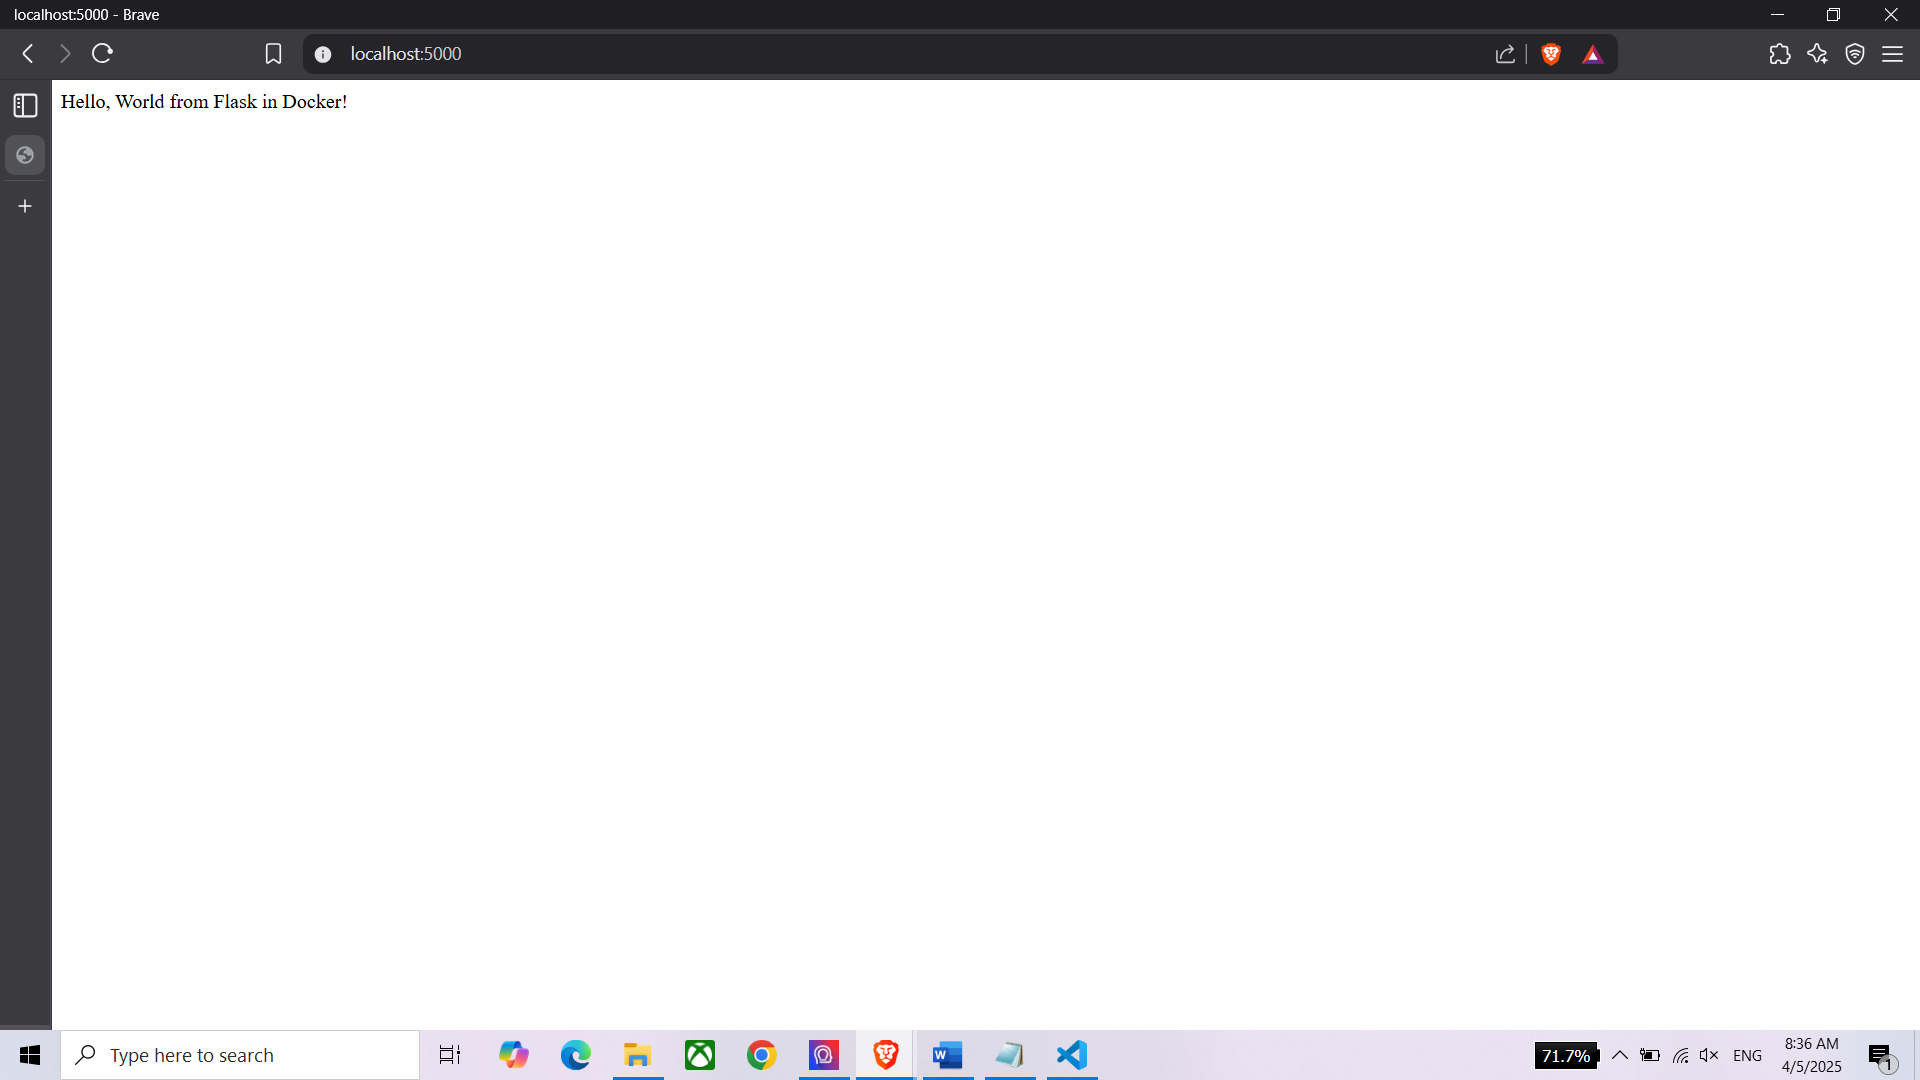 localhost:5000 - Brave
localhost:5000
Hello, World from Flask in Docker!
Type here to search
W
71.7%
ENG
8:36 AM
4/5/2025
1